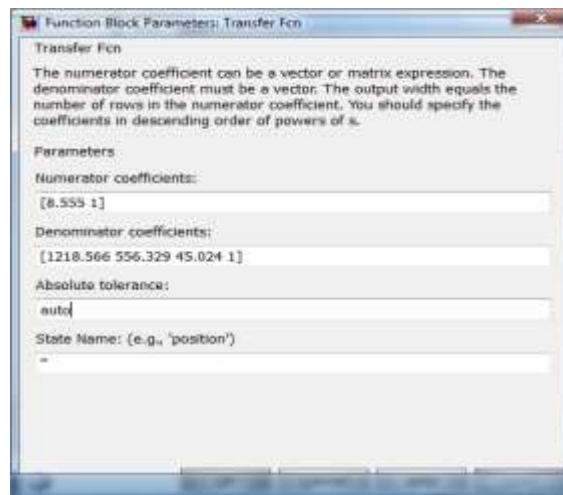 Function Block Parameters: Transfer Fcn
Transfer Fcn
The numerator coefficient can be a vector or matrix expression. The
denominator coefficient must be a vector. The output width equals the
number of rows in the numerator coefficient. You should specify the
coefficients in descending order of powers of s.
Parameters
Numerator coefficients:
[8.555 1]
Denominator coefficients:
[1218.566 556.329 45.024 1]
Absolute tolerance:
auto
State Name: (e.g., 'position')
''